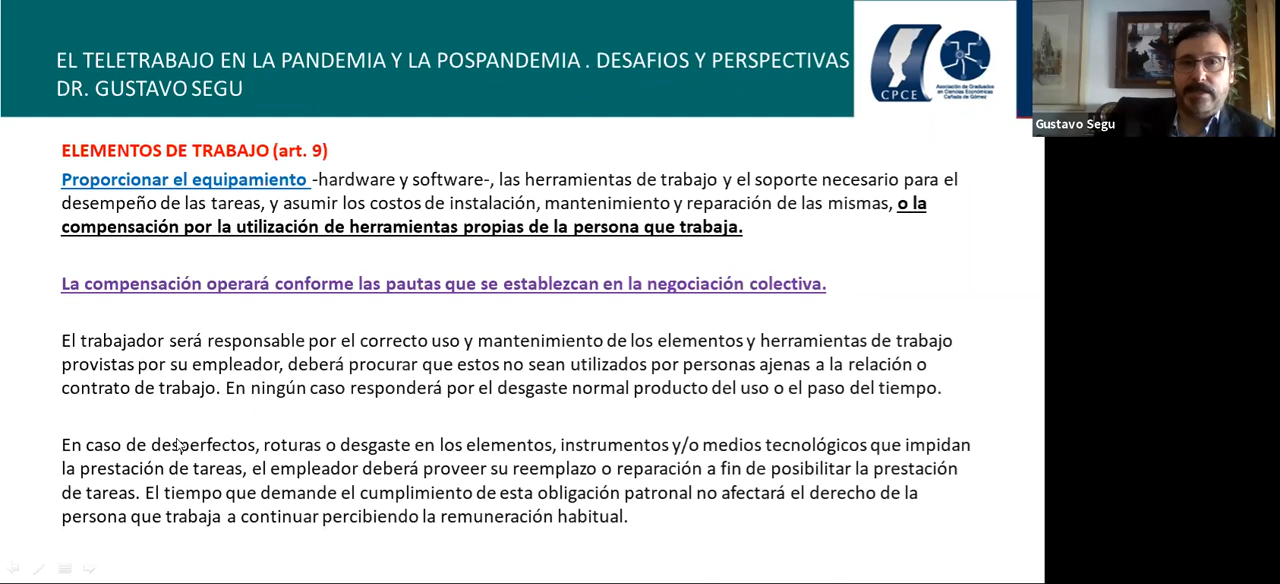 EL TELETRABAJO EN LA PANDEMIA Y LA POSPANDEMIA . DESAFIOS Y PERSPECTIVAS
DR. GUSTAVO SEGU
CPCE
Asociación de Graduados
en Ciencias Económicas
Cañada de Gómez
Gustavo Segu
ELEMENTOS DE TRABAJO (art. 9)
Proporcionar el equipamiento -hardware y software-, las herramientas de trabajo y el soporte necesario para el
desempeño de las tareas, y asumir los costos de instalación, mantenimiento y reparación de las mismas, o la
compensación por la utilización de herramientas propias de la persona que trabaja.
La compensación operará conforme las pautas que se establezcan en la negociación colectiva.
El trabajador será responsable por el correcto uso y mantenimiento de los elementos y herramientas de trabajo
provistas por su empleador, deberá procurar que estos no sean utilizados por personas ajenas a la relación o
contrato de trabajo. En ningún caso responderá por el desgaste normal producto del uso o el paso del tiempo.
En caso de desperfectos, roturas o desgaste en los elementos, instrumentos y/o medios tecnológicos que impidan
la prestación de tareas, el empleador deberá proveer su reemplazo o reparación a fin de posibilitar la prestación
de tareas. El tiempo que demande el cumplimiento de esta obligación patronal no afectará el derecho de la
persona que trabaja a continuar percibiendo la remuneración habitual.